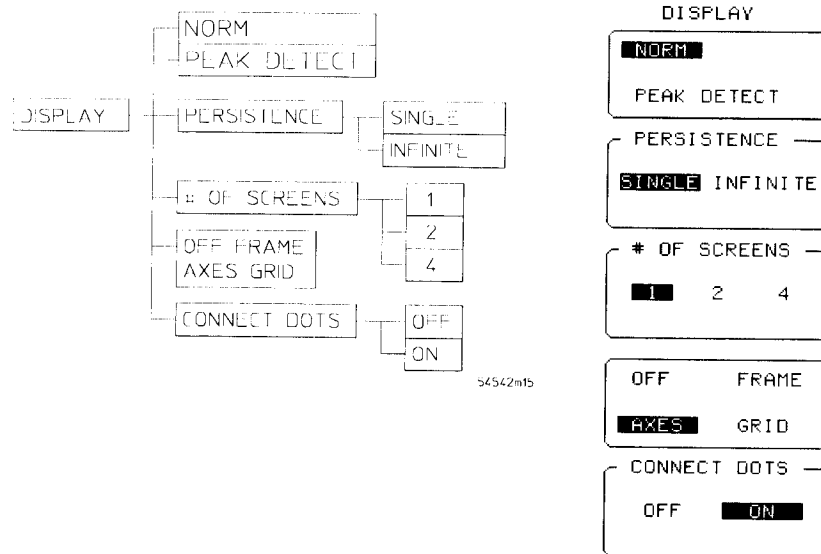 NORM
PEAK DETECT
DISPLAY
PERSISTENCE
SINGLE
INFINITE
# OF SCREENS
1
2
4
OFF FRAME
AXES GRID
CONNECT DOTS
OFF
ON
54542m15
DISPLAY
NORM
PEAK DETECT
PERSISTENCE
SINGLE INFINITE
# OF SCREENS
1 2 4
OFF FRAME
AXES GRID
CONNECT DOTS
OFF ON